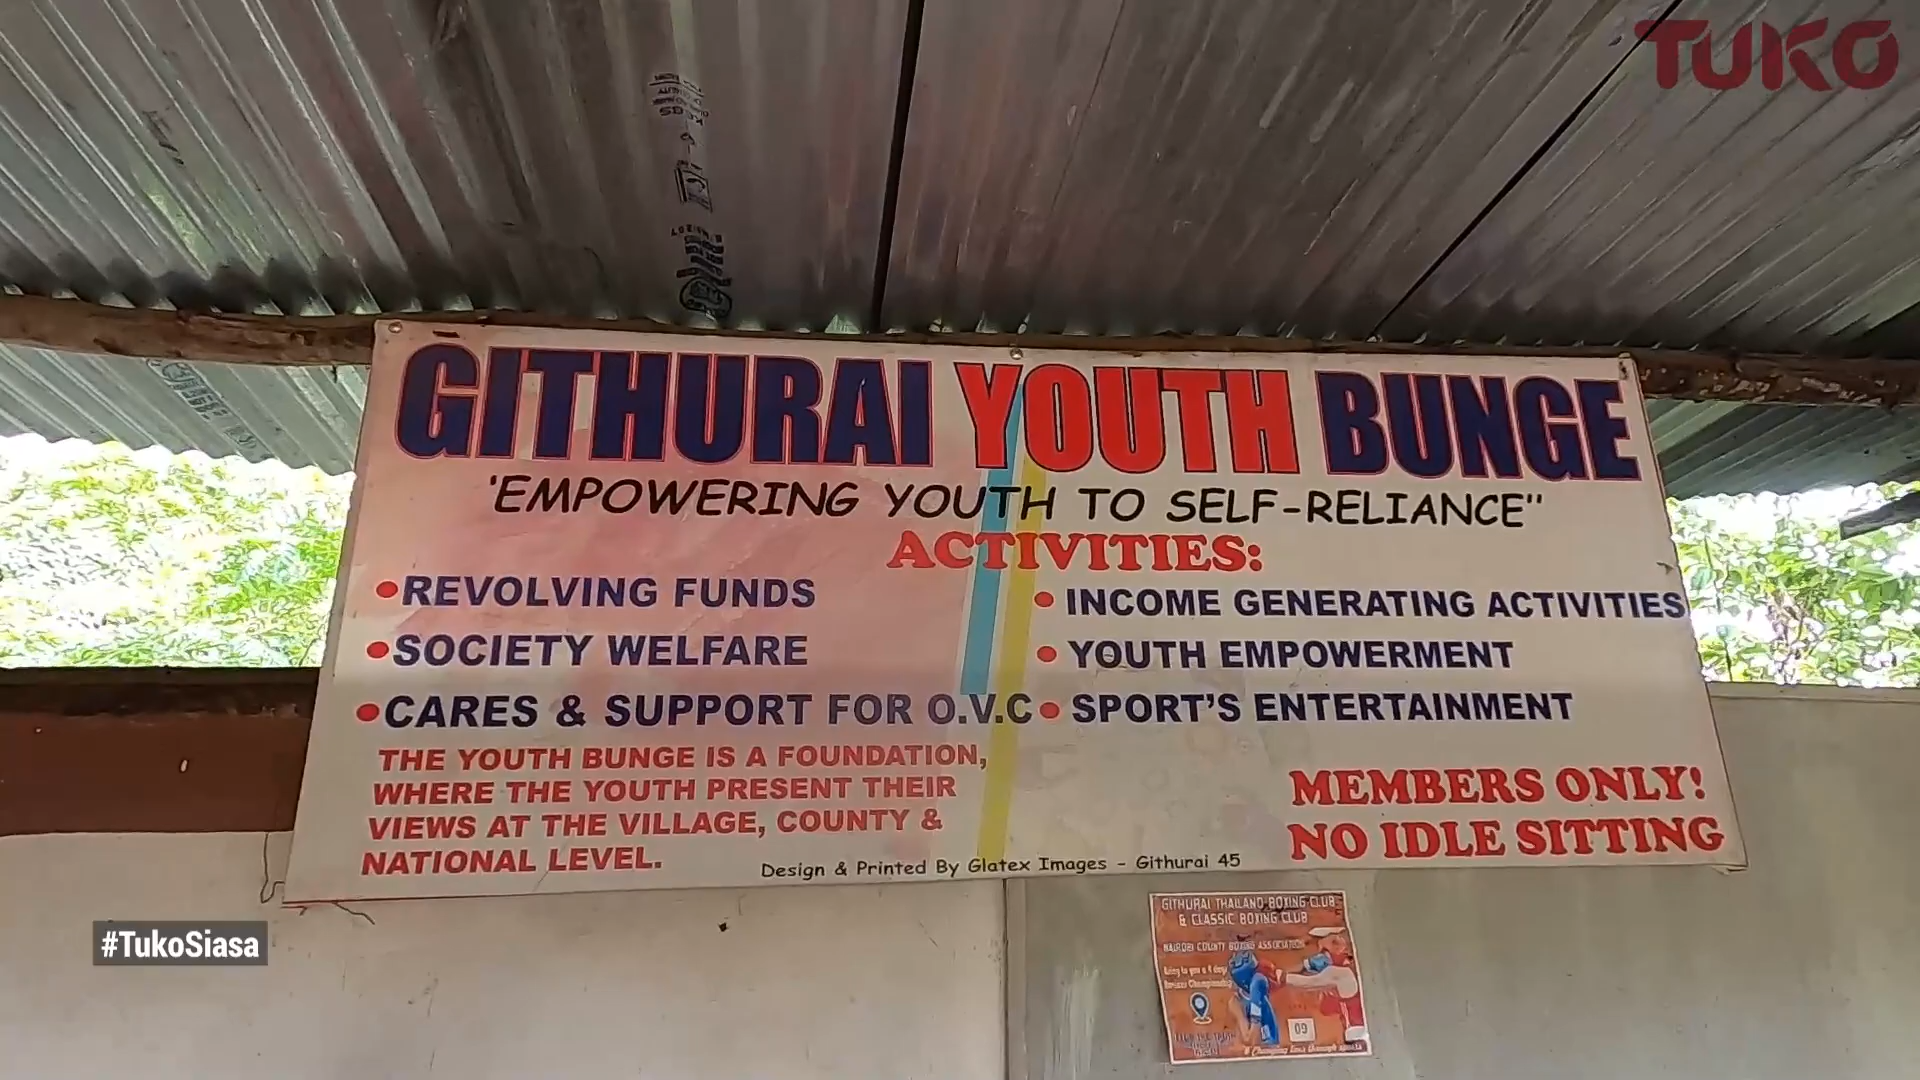 TUKO
GITHURAI YOUTH BUNGE
'EMPOWERING YOUTH TO SELF-RELIANCE"
ACTIVITIES:
•REVOLVING FUNDS
•SOCIETY WELFARE
•CARES & SUPPORT FOR O.V.C
• INCOME GENERATING ACTIVITIES
• YOUTH EMPOWERMENT
• SPORT'S ENTERTAINMENT
THE YOUTH BUNGE IS A FOUNDATION,
WHERE THE YOUTH PRESENT THEIR
VIEWS AT THE VILLAGE, COUNTY &
NATIONAL LEVEL.
MEMBERS ONLY!
NO IDLE SITTING
Design & Printed By Glatex Images - Githurai 45
#TukoSiasa
GITHURAI THAILAND BOXING CLUB
& CLASSIC BOXING CLUB
NAIROBI COUNTY BOXING ASSOCIATION
09